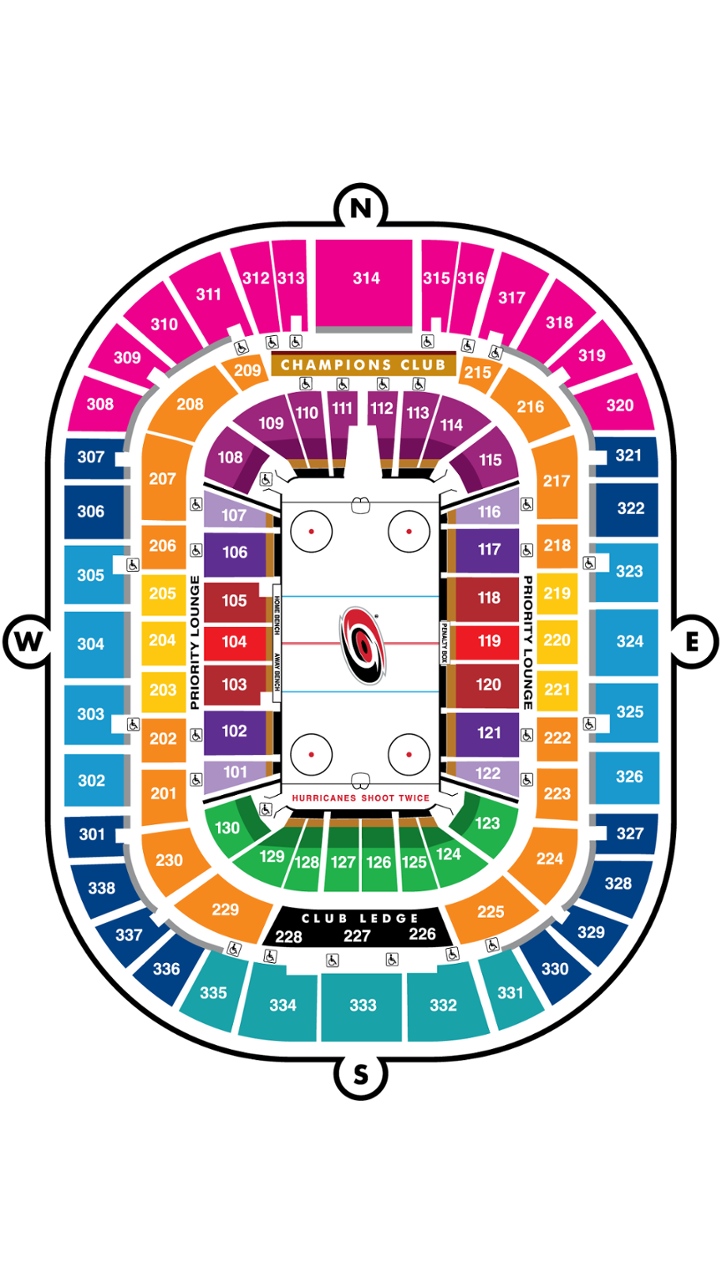 N
312 313 314 315 316
311 317
310 318
309 319
308 320
CHAMPIONS CLUB
209 215
208 216
110 111 112 113
109 114
108 115
307 321
207 217
306 322
107 116
206 106 117 218
305 323
205 105 118 219
PRIORITY LOUNGE
PRIORITY LOUNGE
HOME BENCH
AWAY BENCH
PENALTY BOX
W 304 204 104 119 220 324 E
203 103 120 221
303 325
202 102 121 222
101 122
302 326
201 223
HURRICANES SHOOT TWICE
301 327
130 123
230 129 128 127 126 125 124 224
338 328
229 225
CLUB LEDGE
228 227 226
337 329
336 330
335 331
334 333 332
S